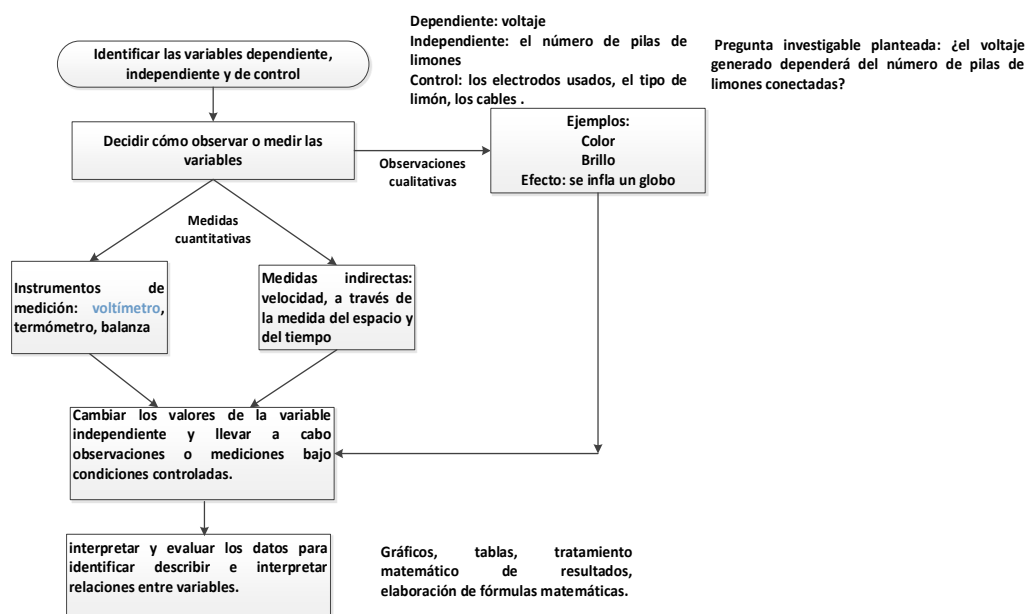 Identificar las variables dependiente,
independiente y de control
Dependiente: voltaje
Independiente: el número de pilas de
limones
Control: los electrodos usados, el tipo de
limón, los cables .
Pregunta investigable planteada: ¿el voltaje
generado dependerá del número de pilas de
limones conectadas?
Decidir cómo observar o medir las
variables
Observaciones
cualitativas
Ejemplos:
Color
Brillo
Efecto: se infla un globo
Medidas
cuantitativas
Instrumentos de
medición: voltímetro,
termómetro, balanza
Medidas indirectas:
velocidad, a través de
la medida del espacio y
del tiempo
Cambiar los valores de la variable
independiente y llevar a cabo
observaciones o mediciones bajo
condiciones controladas.
interpretar y evaluar los datos para
identificar describir e interpretar
relaciones entre variables.
Gráficos, tablas, tratamiento
matemático de resultados,
elaboración de fórmulas matemáticas.